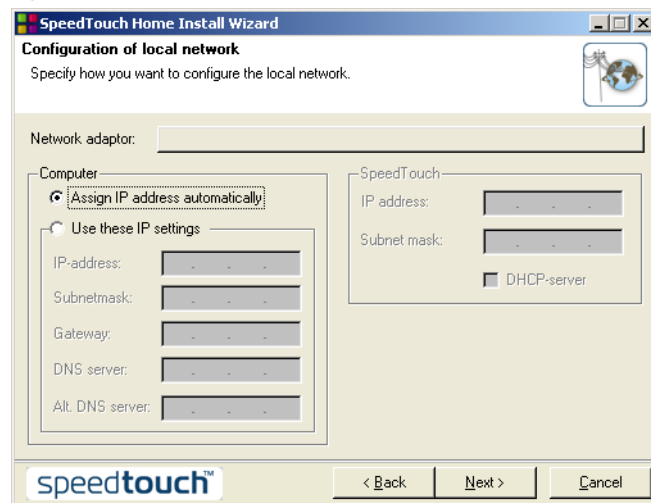 SpeedTouch Home Install Wizard
Configuration of local network
Specify how you want to configure the local network.
Network adaptor:
Computer
Assign IP address automatically
Use these IP settings
IP-address:
Subnetmask:
Gateway:
DNS server:
Alt. DNS server:
SpeedTouch
IP address:
Subnet mask:
DHCP-server
speedtouch™
< Back
Next >
Cancel